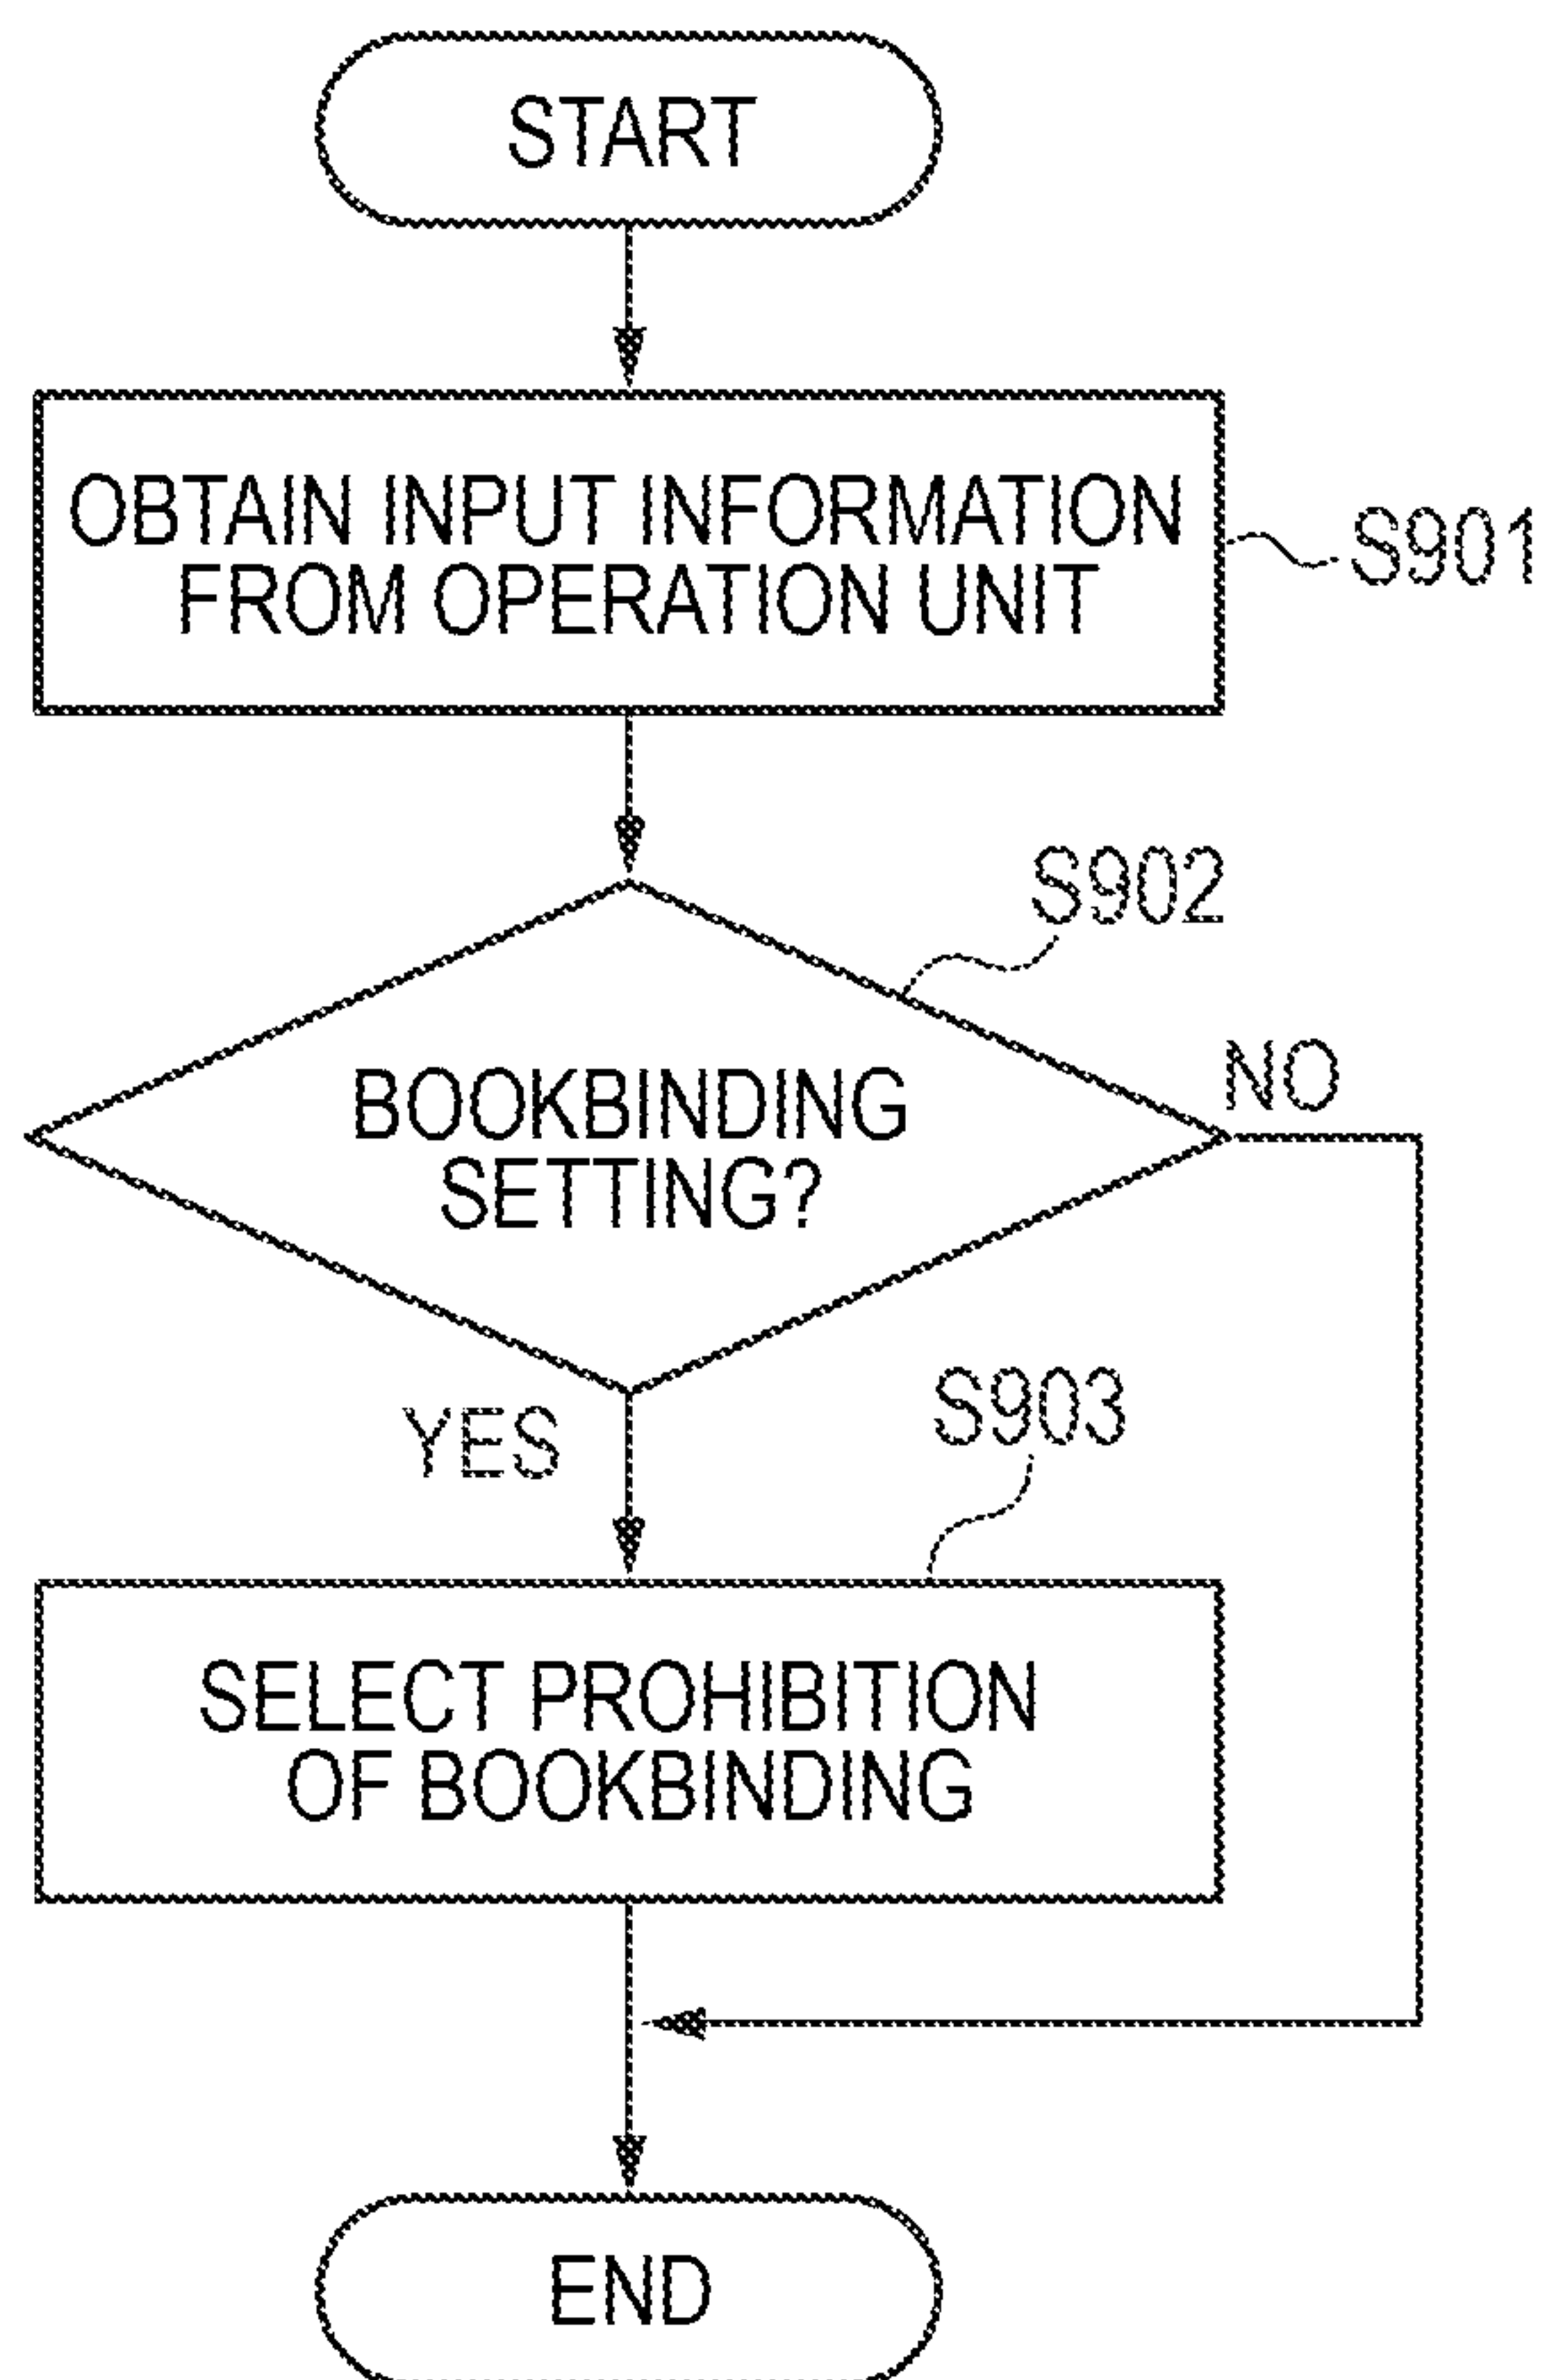 START
OBTAIN INPUT INFORMATION
FROM OPERATION UNIT
S901
S902
BOOKBINDING
SETTING?
NO
YES
S903
SELECT PROHIBITION
OF BOOKBINDING
END